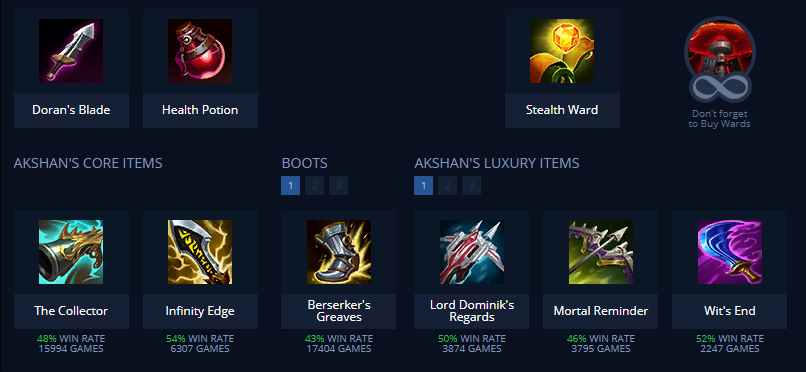 Doran's Blade
Health Potion
Stealth Ward
Don't forget
to Buy Wards
AKSHAN'S CORE ITEMS
BOOTS
AKSHAN'S LUXURY ITEMS
1 2 3
1 2 3
The Collector
Infinity Edge
Berserker's
Greaves
Lord Dominik's
Regards
Mortal Reminder
Wit's End
48% WIN RATE
15994 GAMES
54% WIN RATE
6307 GAMES
43% WIN RATE
17404 GAMES
50% WIN RATE
3874 GAMES
46% WIN RATE
3795 GAMES
52% WIN RATE
2247 GAMES